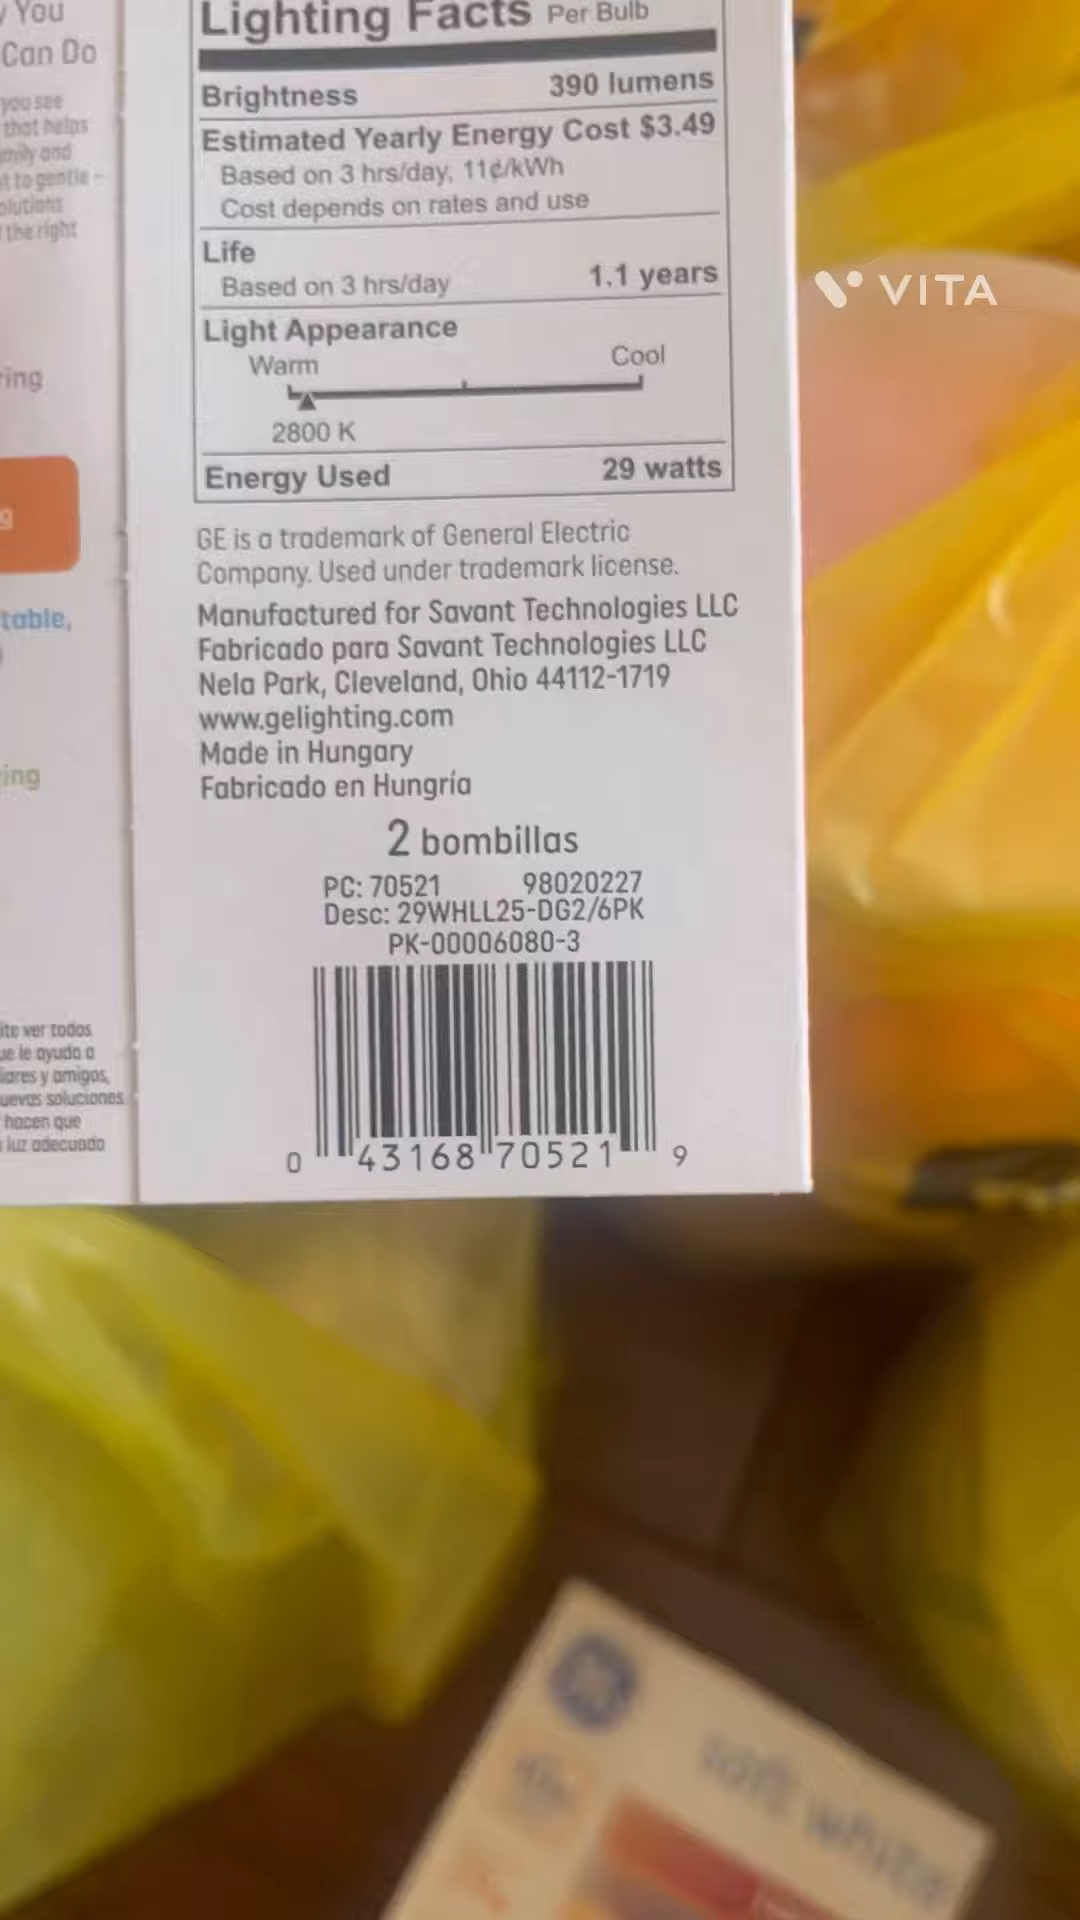 You
Can Do
you see
that helps
mily and
t to gentle -
olutions
the right
ring
g
table,
ring
ite ver todos
ue le ayuda a
liares y amigos,
uevas soluciones
hacen que
luz adecuada
Lighting Facts Per Bulb
Brightness 390 lumens
Estimated Yearly Energy Cost $3.49
Based on 3 hrs/day, 11¢/kWh
Cost depends on rates and use
Life
Based on 3 hrs/day 1.1 years
Light Appearance
Warm Cool
2800 K
Energy Used 29 watts
GE is a trademark of General Electric
Company. Used under trademark license.
Manufactured for Savant Technologies LLC
Fabricado para Savant Technologies LLC
Nela Park, Cleveland, Ohio 44112-1719
www.gelighting.com
Made in Hungary
Fabricado en Hungría
2 bombillas
PC: 70521 98020227
Desc: 29WHLL25-DG2/6PK
PK-00006080-3
0 43168 70521 9
VITA
soft white